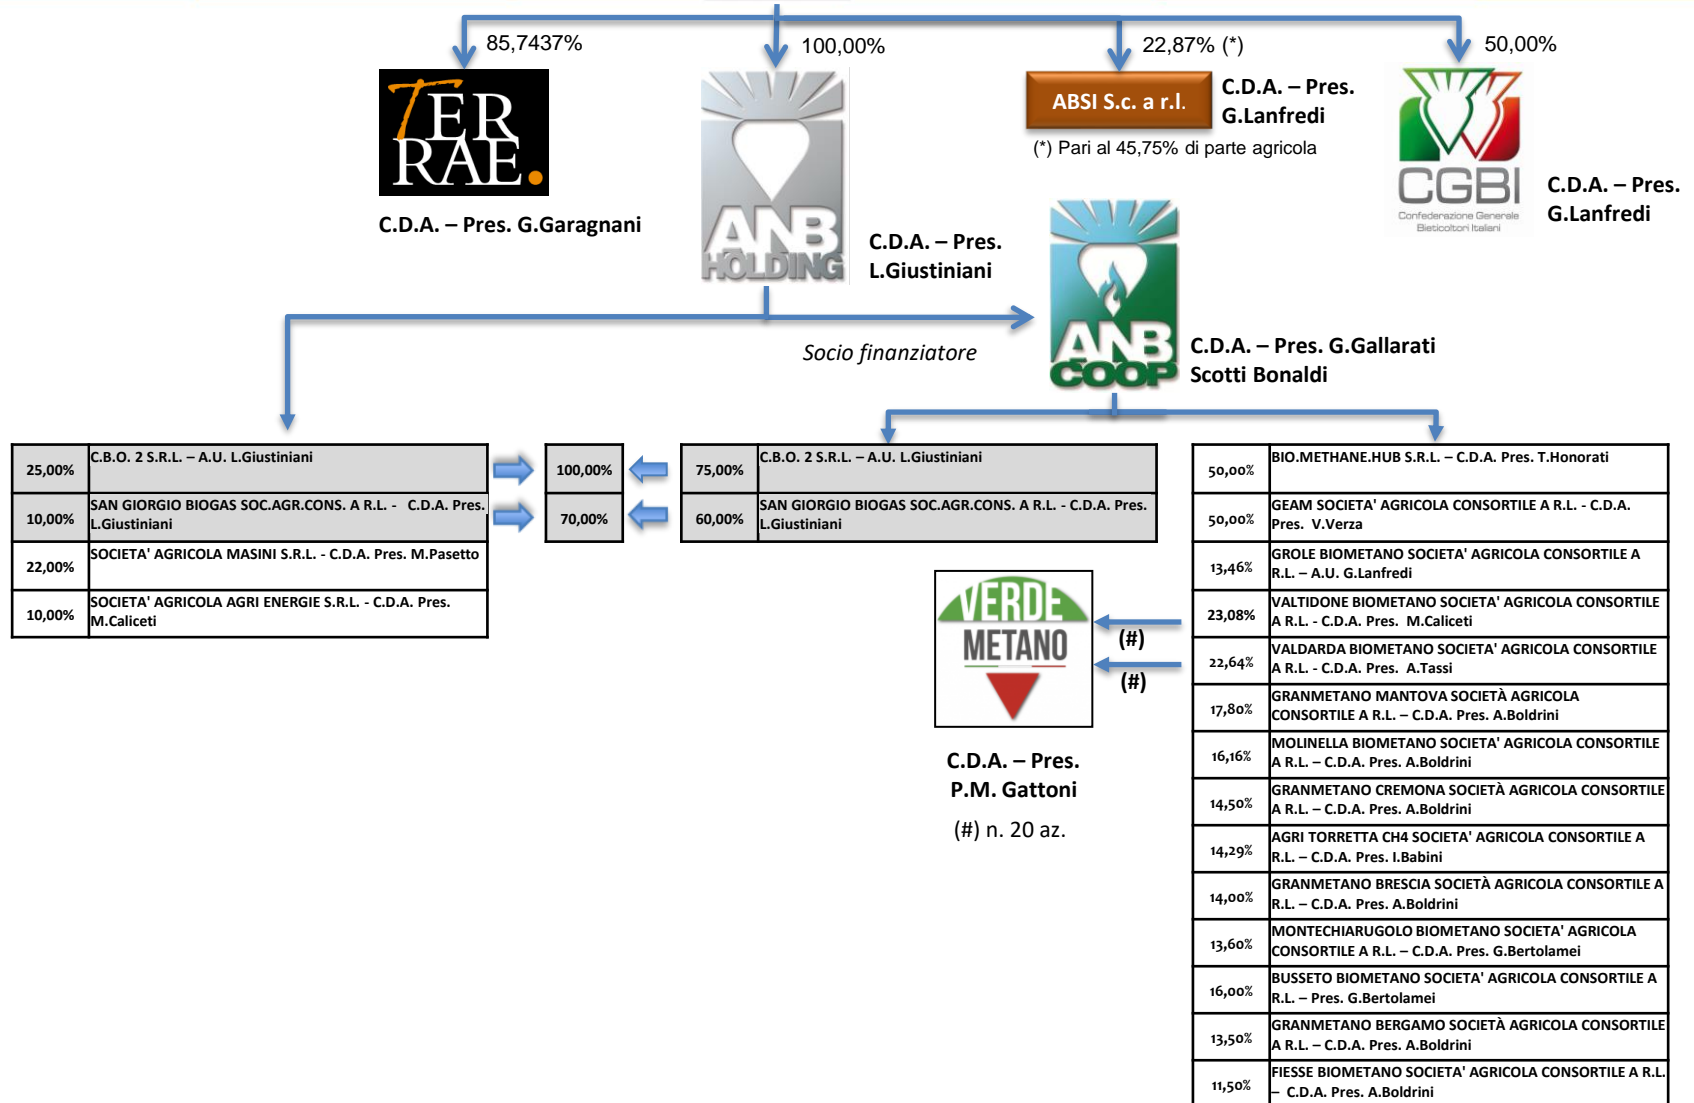 85,7437%
100,00%
22,87% (*)
50,00%
TER
RAE.
C.D.A. – Pres. G.Garagnani
ANB
HOLDING
C.D.A. – Pres.
L.Giustiniani
ABSI S.c. a r.l.
C.D.A. – Pres.
G.Lanfredi
(*) Pari al 45,75% di parte agricola
CGBI
Confederazione Generale
Bieticoltori Italiani
C.D.A. – Pres.
G.Lanfredi
Socio finanziatore
ANB
COOP
C.D.A. – Pres. G.Gallarati
Scotti Bonaldi
25,00%
C.B.O. 2 S.R.L. – A.U. L.Giustiniani
10,00%
SAN GIORGIO BIOGAS SOC.AGR.CONS. A R.L. - C.D.A. Pres.
L.Giustiniani
22,00%
SOCIETA' AGRICOLA MASINI S.R.L. - C.D.A. Pres. M.Pasetto
10,00%
SOCIETA' AGRICOLA AGRI ENERGIE S.R.L. - C.D.A. Pres.
M.Caliceti
100,00%
70,00%
75,00%
C.B.O. 2 S.R.L. – A.U. L.Giustiniani
60,00%
SAN GIORGIO BIOGAS SOC.AGR.CONS. A R.L. - C.D.A. Pres.
L.Giustiniani
VERDE
METANO
(#)
(#)
C.D.A. – Pres.
P.M. Gattoni
(#) n. 20 az.
50,00%
BIO.METHANE.HUB S.R.L. – C.D.A. Pres. T.Honorati
50,00%
GEAM SOCIETA' AGRICOLA CONSORTILE A R.L. - C.D.A.
Pres. V.Verza
13,46%
GROLE BIOMETANO SOCIETA' AGRICOLA CONSORTILE A
R.L. – A.U. G.Lanfredi
23,08%
VALTIDONE BIOMETANO SOCIETA' AGRICOLA CONSORTILE
A R.L. - C.D.A. Pres. M.Caliceti
22,64%
VALDARDA BIOMETANO SOCIETA' AGRICOLA CONSORTILE
A R.L. - C.D.A. Pres. A.Tassi
17,80%
GRANMETANO MANTOVA SOCIETÀ AGRICOLA
CONSORTILE A R.L. – C.D.A. Pres. A.Boldrini
16,16%
MOLINELLA BIOMETANO SOCIETA' AGRICOLA CONSORTILE
A R.L. – C.D.A. Pres. A.Boldrini
14,50%
GRANMETANO CREMONA SOCIETÀ AGRICOLA CONSORTILE
A R.L. – C.D.A. Pres. A.Boldrini
14,29%
AGRI TORRETTA CH4 SOCIETA' AGRICOLA CONSORTILE A
R.L. – C.D.A. Pres. I.Babini
14,00%
GRANMETANO BRESCIA SOCIETÀ AGRICOLA CONSORTILE A
R.L. – C.D.A. Pres. A.Boldrini
13,60%
MONTECHIARUGOLO BIOMETANO SOCIETA' AGRICOLA
CONSORTILE A R.L. – C.D.A. Pres. G.Bertolamei
16,00%
BUSSETO BIOMETANO SOCIETA' AGRICOLA CONSORTILE A
R.L. – Pres. G.Bertolamei
13,50%
GRANMETANO BERGAMO SOCIETÀ AGRICOLA CONSORTILE
A R.L. – C.D.A. Pres. A.Boldrini
11,50%
FIESSE BIOMETANO SOCIETA' AGRICOLA CONSORTILE A R.L.
– C.D.A. Pres. A.Boldrini